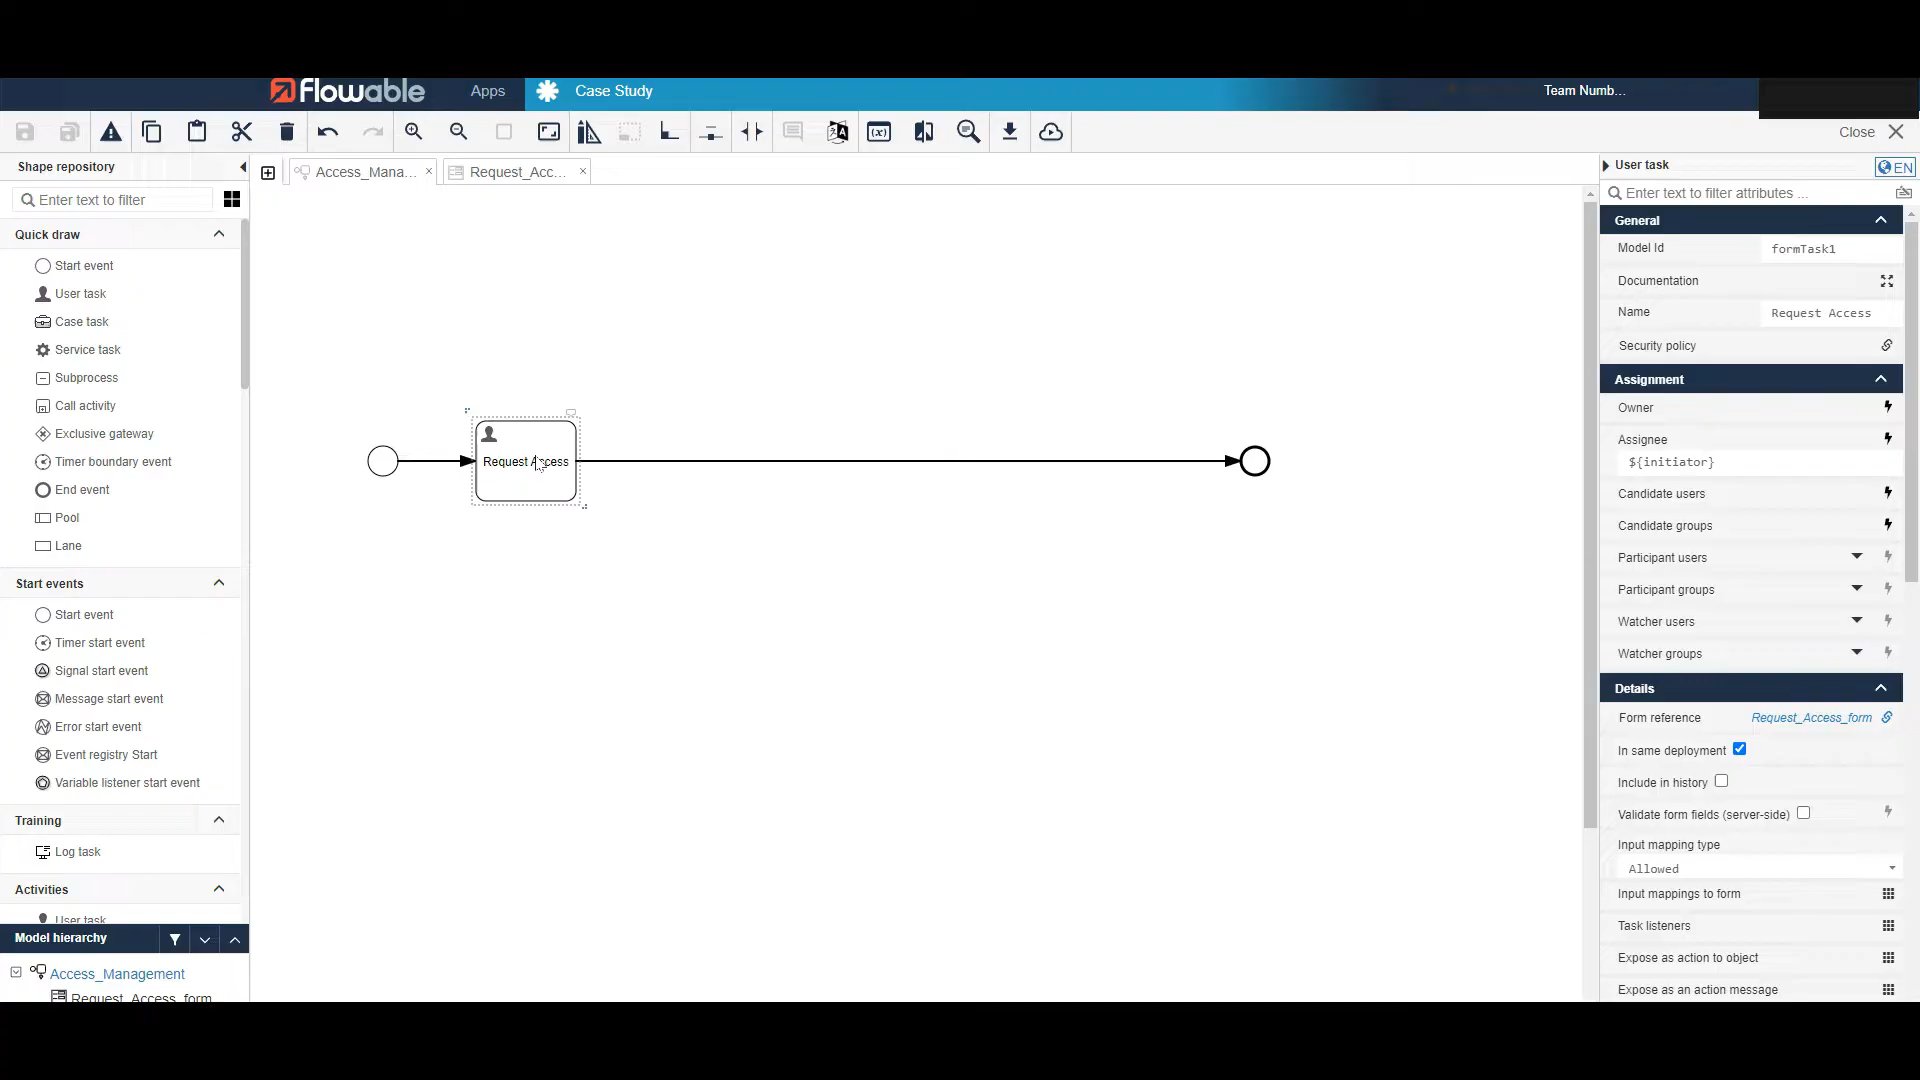 flowable
Apps
Case Study
Team Numb...
Close
Shape repository
Enter text to filter
Quick draw
Start event
User task
Case task
Service task
Subprocess
Call activity
Exclusive gateway
Timer boundary event
End event
Pool
Lane
Start events
Start event
Timer start event
Signal start event
Message start event
Error start event
Event registry Start
Variable listener start event
Training
Log task
Activities
User task
Model hierarchy
Access_Management
Request_Access_form
Access_Mana...
Request_Acc...
Request Access
User task
EN
Enter text to filter attributes ...
General
Model Id
formTask1
Documentation
Name
Request Access
Security policy
Assignment
Owner
Assignee
${initiator}
Candidate users
Candidate groups
Participant users
Participant groups
Watcher users
Watcher groups
Details
Form reference
Request_Access_form
In same deployment
Include in history
Validate form fields (server-side)
Input mapping type
Allowed
Input mappings to form
Task listeners
Expose as action to object
Expose as an action message